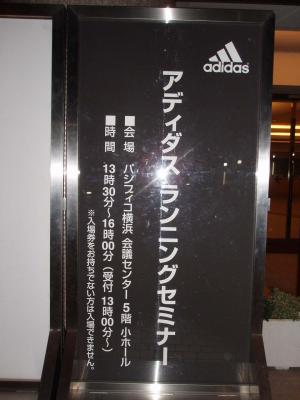 adidas
アディダス ランニングセミナー
■会　場　パシフィコ横浜 会議センター 5階 小ホール
■時　間　13時30分～16時00分（受付 13時00分～）
※入場券をお持ちでない方は入場できません。